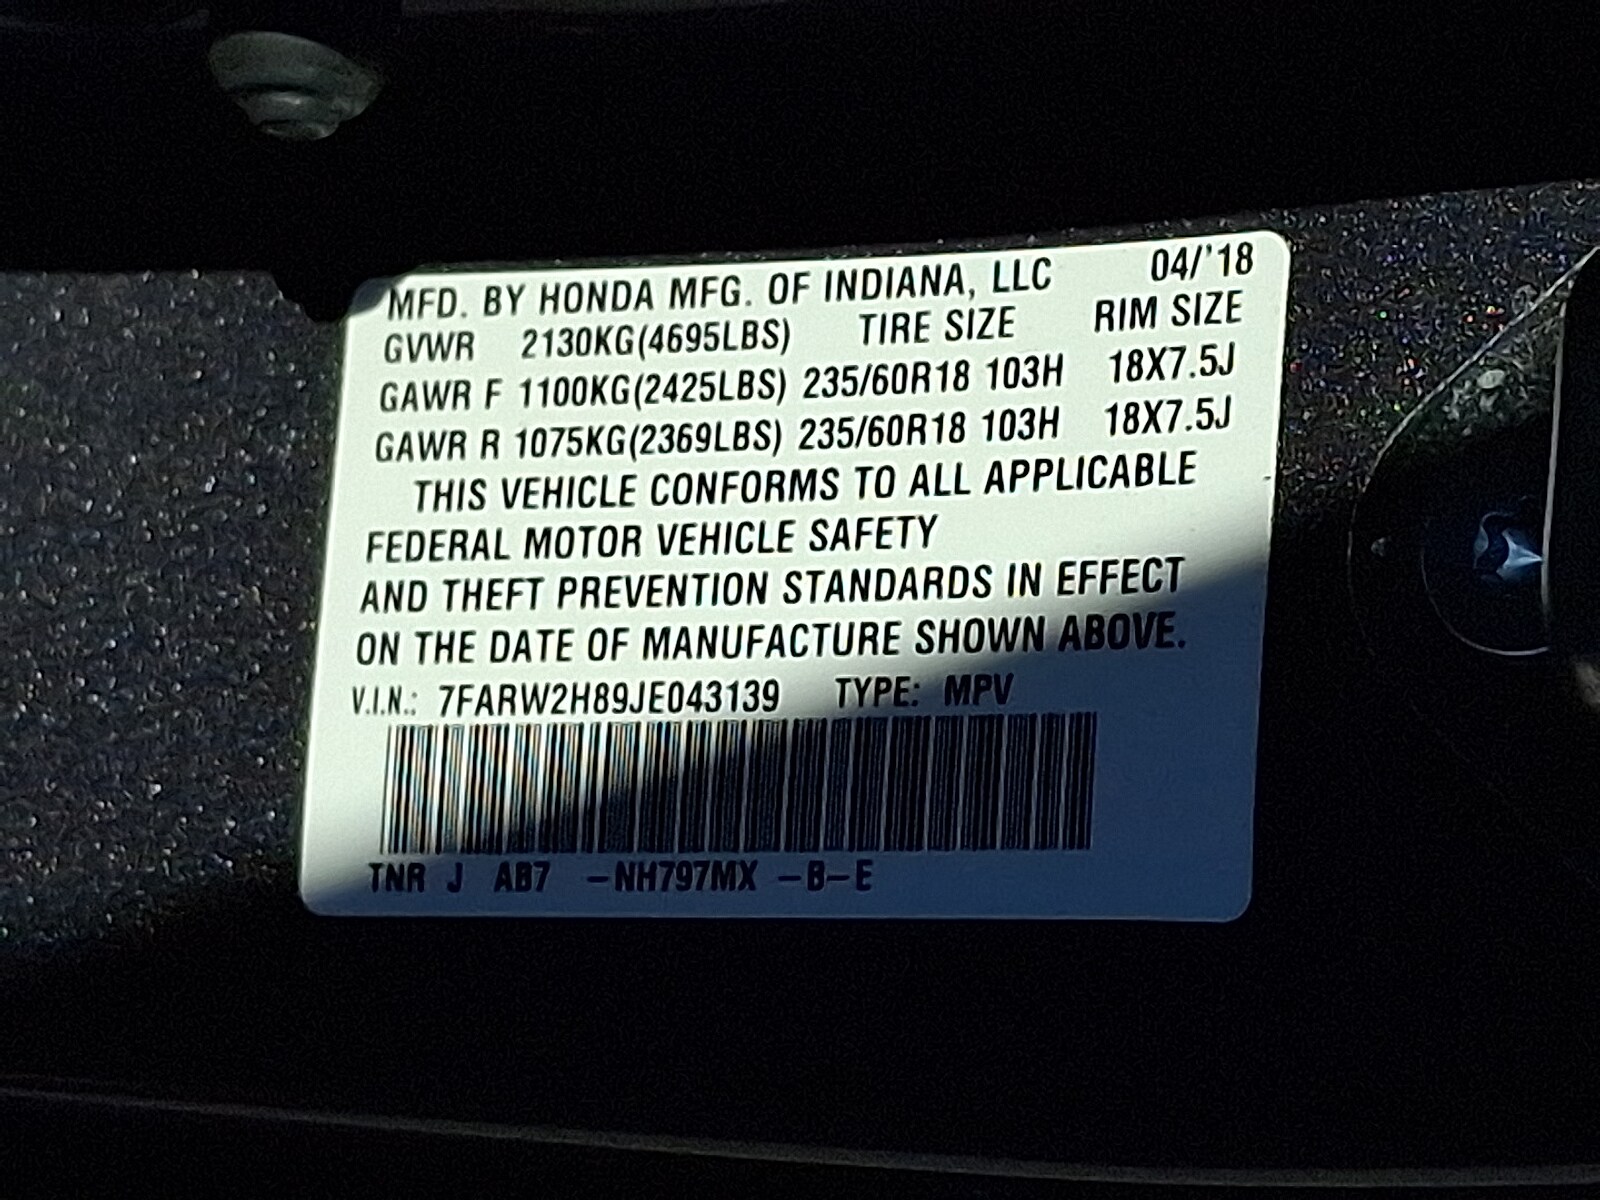 MFD. BY HONDA MFG. OF INDIANA, LLC 04/'18
GVWR 2130KG(4695LBS) TIRE SIZE RIM SIZE
GAWR F 1100KG(2425LBS) 235/60R18 103H 18X7.5J
GAWR R 1075KG(2369LBS) 235/60R18 103H 18X7.5J
THIS VEHICLE CONFORMS TO ALL APPLICABLE
FEDERAL MOTOR VEHICLE SAFETY
AND THEFT PREVENTION STANDARDS IN EFFECT
ON THE DATE OF MANUFACTURE SHOWN ABOVE.
V.I.N.: 7FARW2H89JE043139 TYPE: MPV
TNR J AB7 -NH797MX -B-E